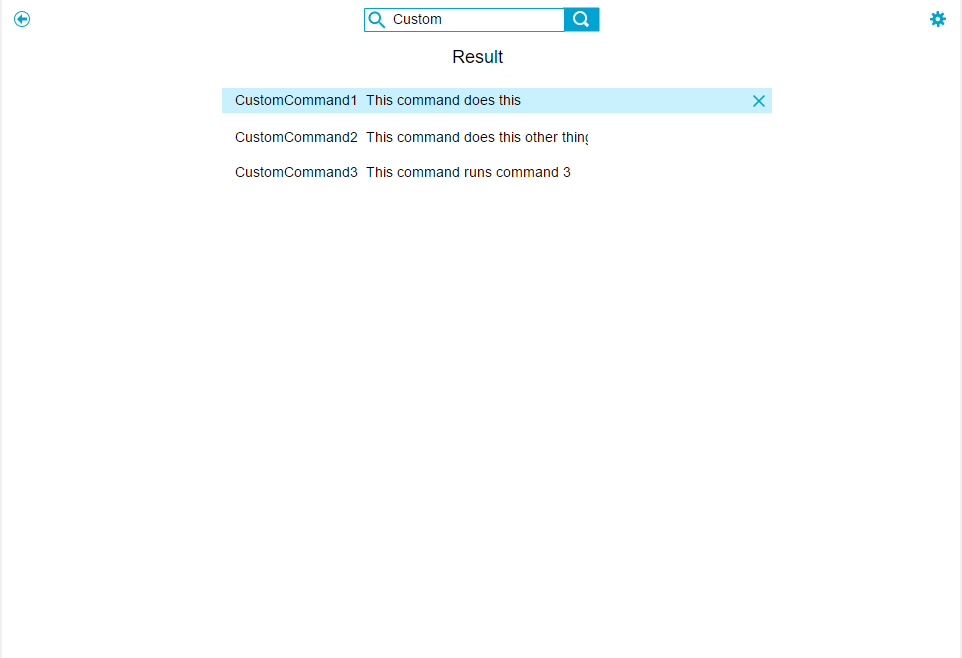 Custom
Result
CustomCommand1 This command does this
CustomCommand2 This command does this other thing
CustomCommand3 This command runs command 3